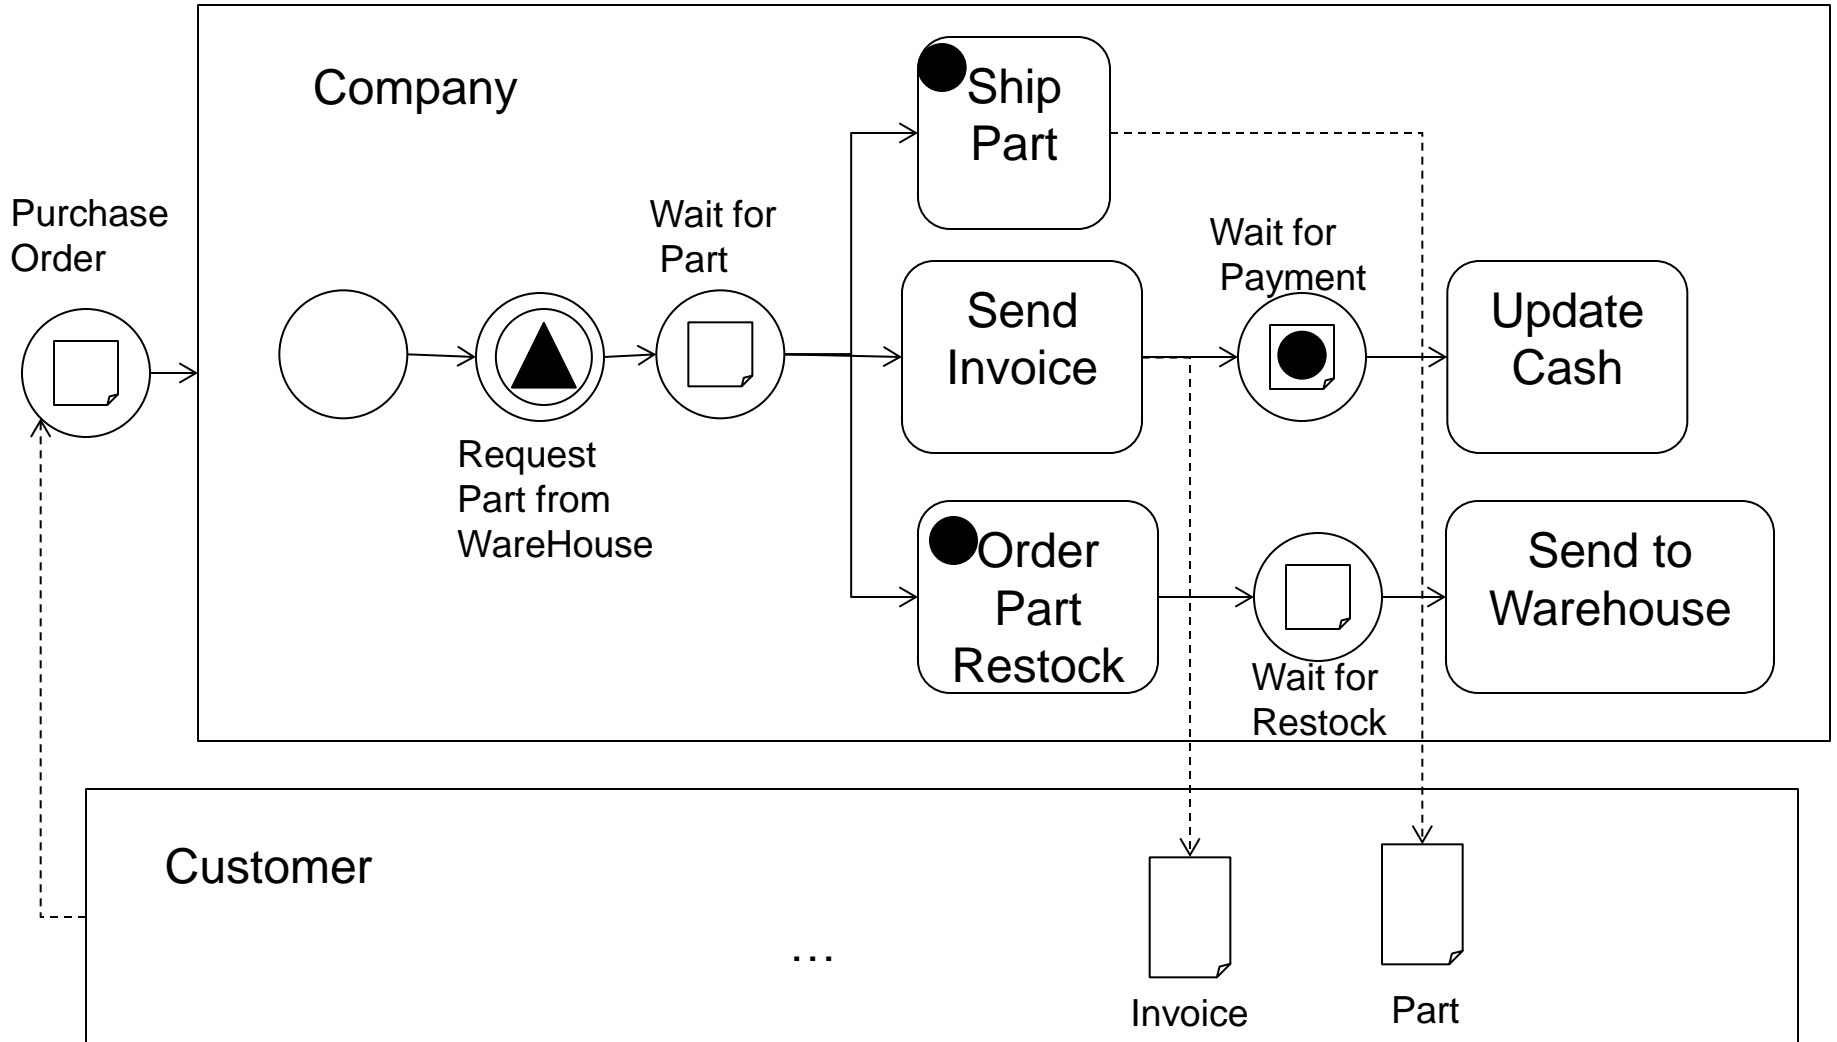 Company
Purchase
Order
Wait for
Part
Request
Part from
WareHouse
Ship
Part
Send
Invoice
Wait for
Payment
Update
Cash
Order
Part
Restock
Wait for
Restock
Send to
Warehouse
Customer
…
Invoice
Part